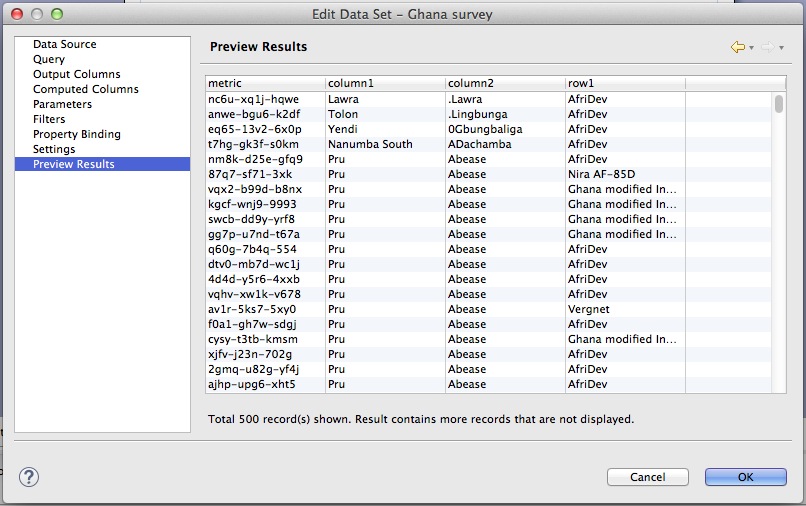 Edit Data Set – Ghana survey
Data Source
Query
Output Columns
Computed Columns
Parameters
Filters
Property Binding
Settings
Preview Results
Preview Results
metric column1 column2 row1
nc6u-xq1j-hqwe Lawra .Lawra AfriDev
anwe-bgu6-k2df Tolon .Lingbunga AfriDev
eq65-13v2-6x0p Yendi 0Gbungbaliga AfriDev
t7hg-gk3f-s0km Nanumba South ADachamba AfriDev
nm8k-d25e-gfq9 Pru Abease AfriDev
87q7-sf71-3xk Pru Abease Nira AF-85D
vqx2-b99d-b8nx Pru Abease Ghana modified In...
kgcf-wnj9-9993 Pru Abease Ghana modified In...
swcb-dd9y-yrf8 Pru Abease Ghana modified In...
gg7p-u7nd-t67a Pru Abease Ghana modified In...
q60g-7b4q-554 Pru Abease AfriDev
dtv0-mb7d-wc1j Pru Abease AfriDev
4d4d-y5r6-4xxb Pru Abease AfriDev
vqhv-xw1k-v678 Pru Abease AfriDev
av1r-5ks7-5xy0 Pru Abease Vergnet
f0a1-gh7w-sdgj Pru Abease AfriDev
cysy-t3tb-kmsm Pru Abease Ghana modified In...
xjfv-j23n-702g Pru Abease AfriDev
2gmq-u82g-yf4j Pru Abease AfriDev
ajhp-upg6-xht5 Pru Abease AfriDev
Total 500 record(s) shown. Result contains more records that are not displayed.
?
Cancel OK